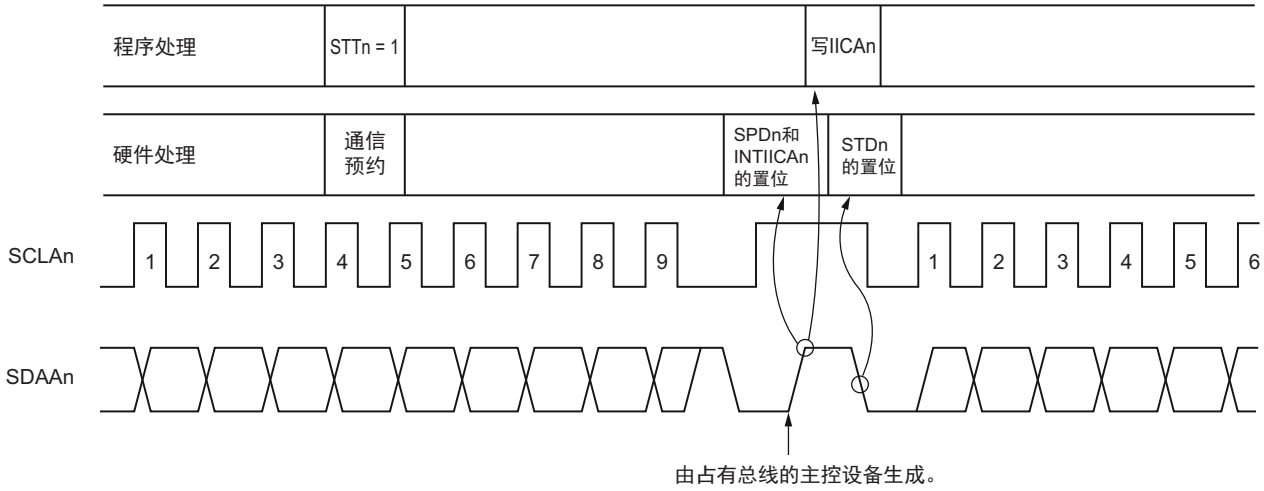 程序处理
STTn = 1
写IICAn
硬件处理
通信
预约
SPDn和
INTIICAn
的置位
STDn
的置位
SCLAn
1 2 3 4 5 6 7 8 9 1 2 3 4 5 6
SDAAn
由占有总线的主控设备生成。